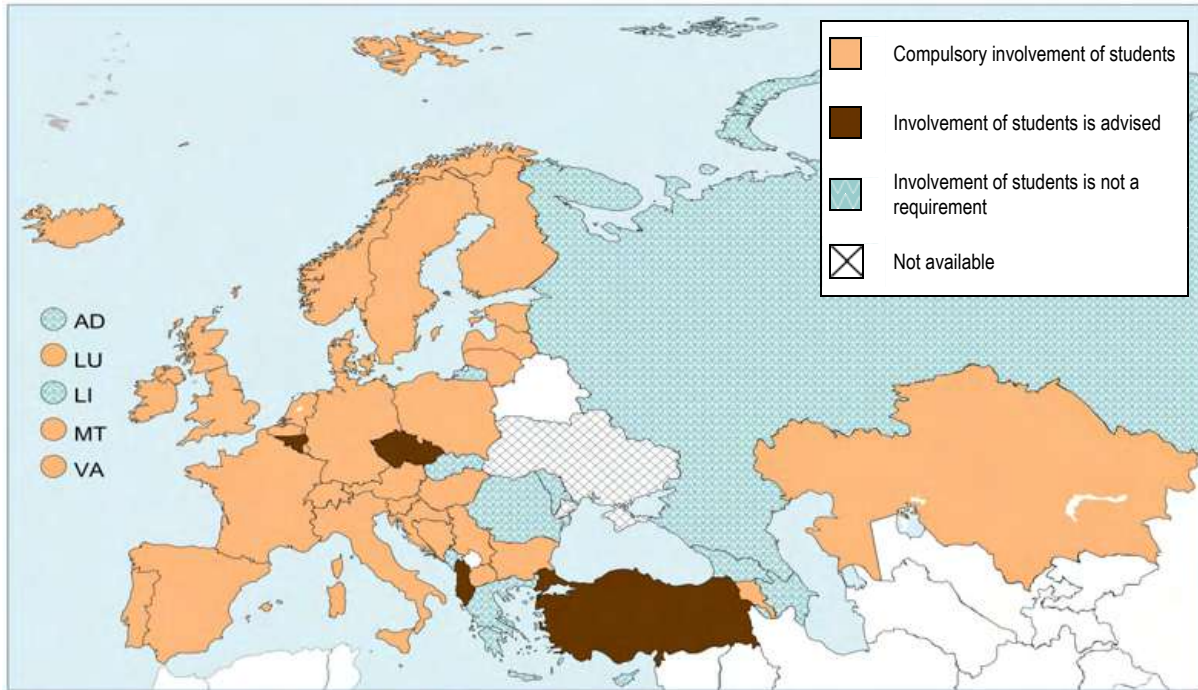 Compulsory involvement of students
Involvement of students is advised
Involvement of students is not a
requirement
Not available
AD
LU
LI
MT
VA